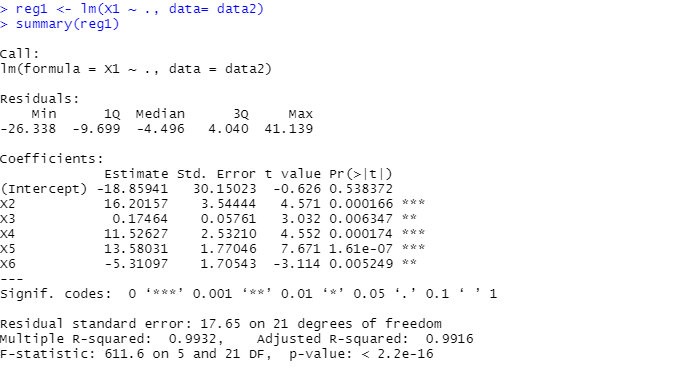 > reg1 <- lm(X1 ~ ., data= data2)
> summary(reg1)
Call:
lm(formula = X1 ~ ., data = data2)
Residuals:
    Min      1Q  Median      3Q     Max
-26.338  -9.699  -4.496   4.040  41.139
Coefficients:
             Estimate Std. Error t value Pr(>|t|)
(Intercept) -18.85941   30.15023  -0.626 0.538372
X2           16.20157    3.54444   4.571 0.000166 ***
X3            0.17464    0.05761   3.032 0.006347 **
X4           11.52627    2.53210   4.552 0.000174 ***
X5           13.58031    1.77046   7.671 1.61e-07 ***
X6           -5.31097    1.70543  -3.114 0.005249 **
---
Signif. codes:  0 ‘***’ 0.001 ‘**’ 0.01 ‘*’ 0.05 ‘.’ 0.1 ‘ ’ 1
Residual standard error: 17.65 on 21 degrees of freedom
Multiple R-squared:  0.9932,    Adjusted R-squared:  0.9916
F-statistic: 611.6 on 5 and 21 DF,  p-value: < 2.2e-16